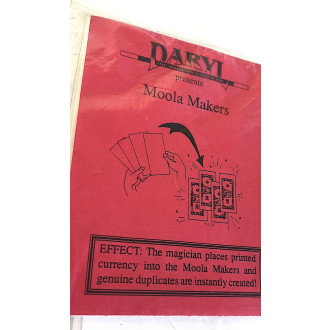 DARYL
presents
Moola Makers
EFFECT: The magician places printed
currency into the Moola Makers and
genuine duplicates are instantly created!